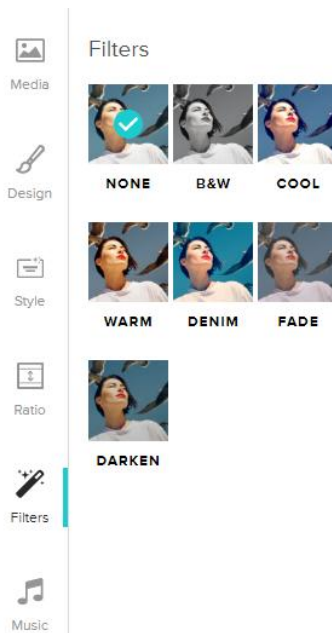 Media
Design
Style
Ratio
Filters
Music
Filters
NONE B&W COOL
WARM DENIM FADE
DARKEN